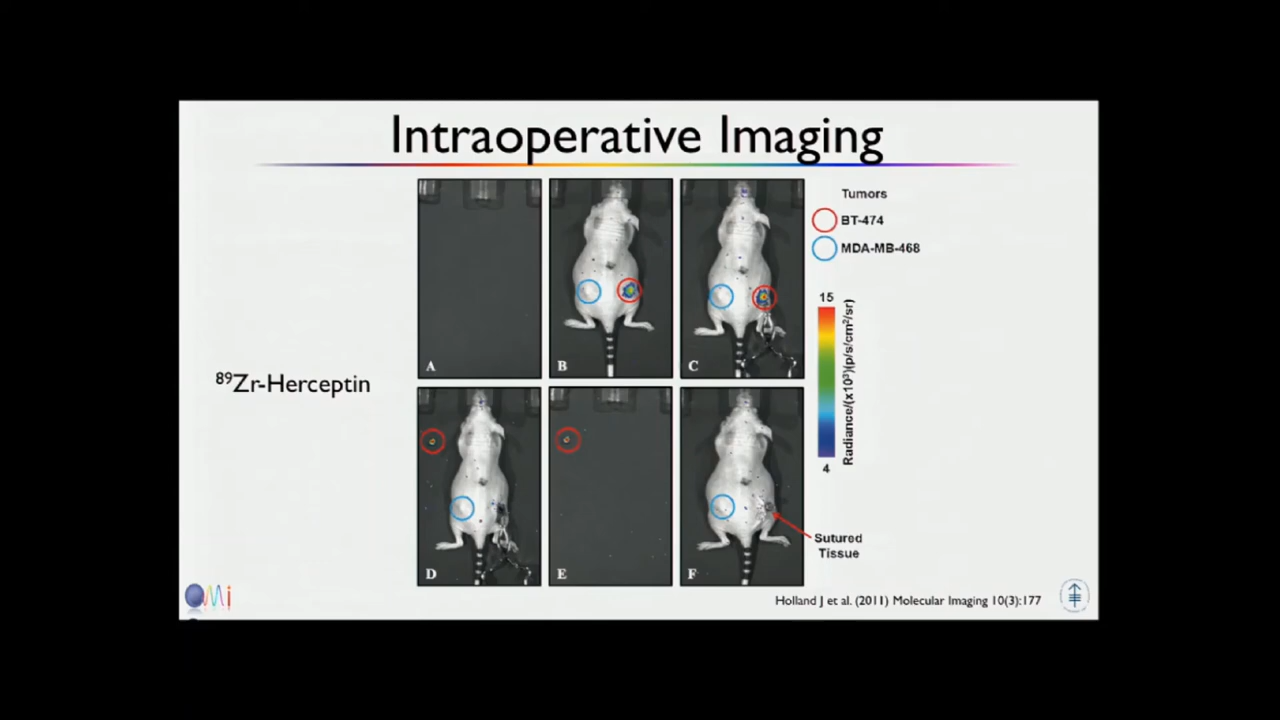 Intraoperative Imaging
Tumors
BT-474
MDA-MB-468
A
B
C
15
Radiance/(x10³)(p/s/cm²/sr)
4
⁸⁹Zr-Herceptin
D
E
F
Sutured
Tissue
Holland J et al. (2011) Molecular Imaging 10(3):177
OMi